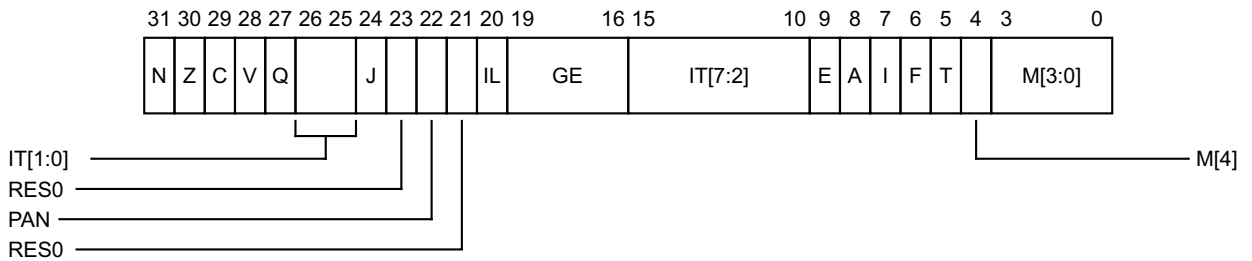 31 30 29 28 27 26 25 24 23 22 21 20 19 16 15 10 9 8 7 6 5 4 3 0
N Z C V Q J IL GE IT[7:2] E A I F T M[3:0]
IT[1:0] M[4]
RES0
PAN
RES0